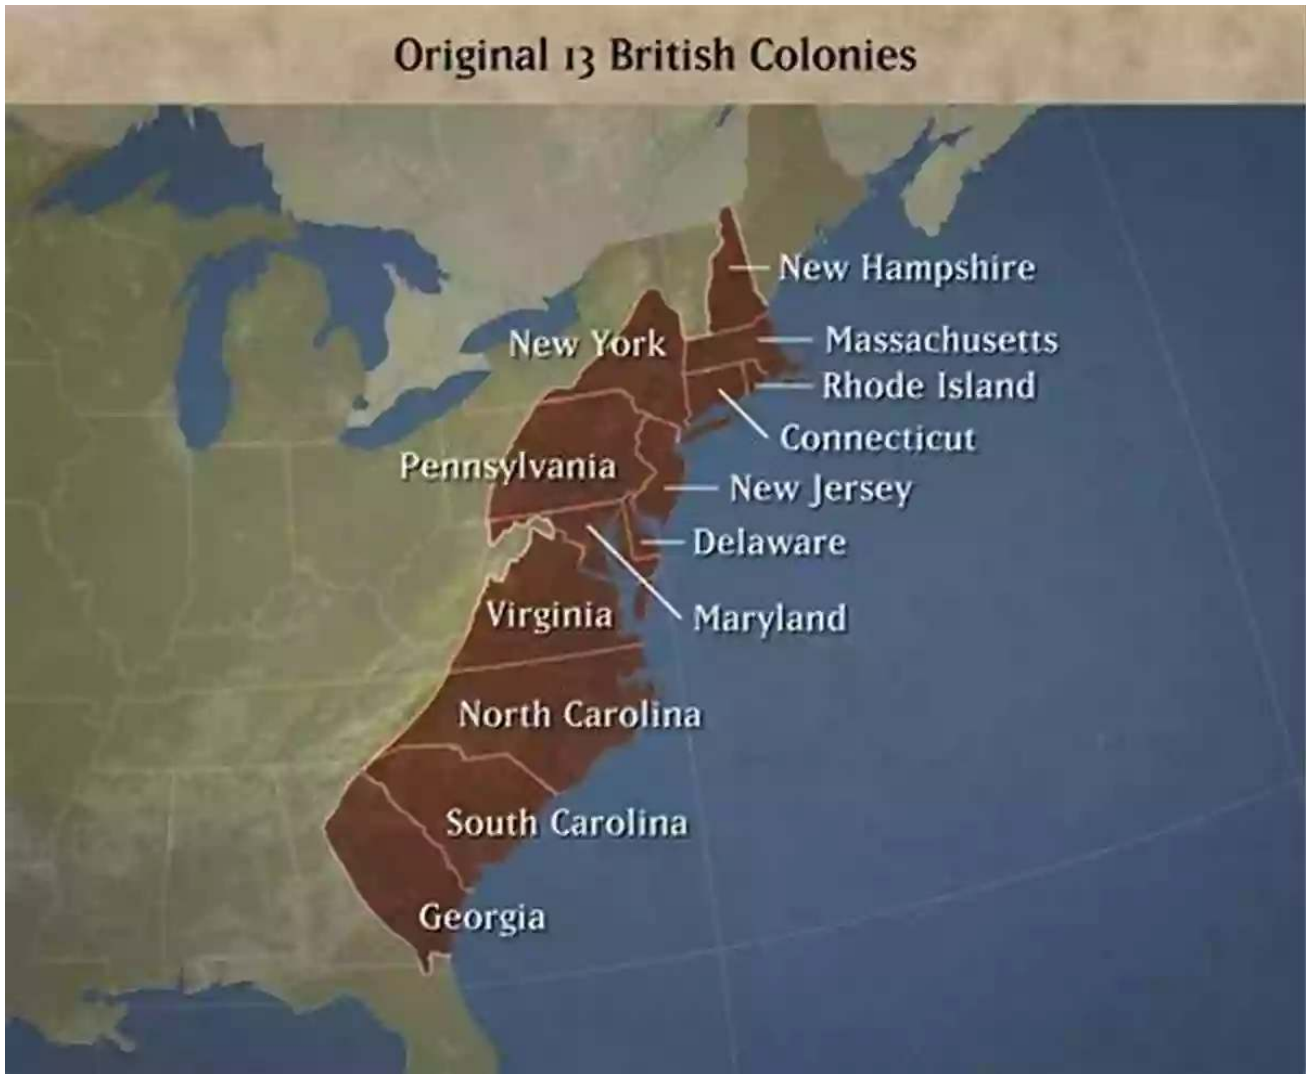 Original 13 British Colonies
New Hampshire
New York
Massachusetts
Rhode Island
Connecticut
Pennsylvania
New Jersey
Delaware
Virginia
Maryland
North Carolina
South Carolina
Georgia